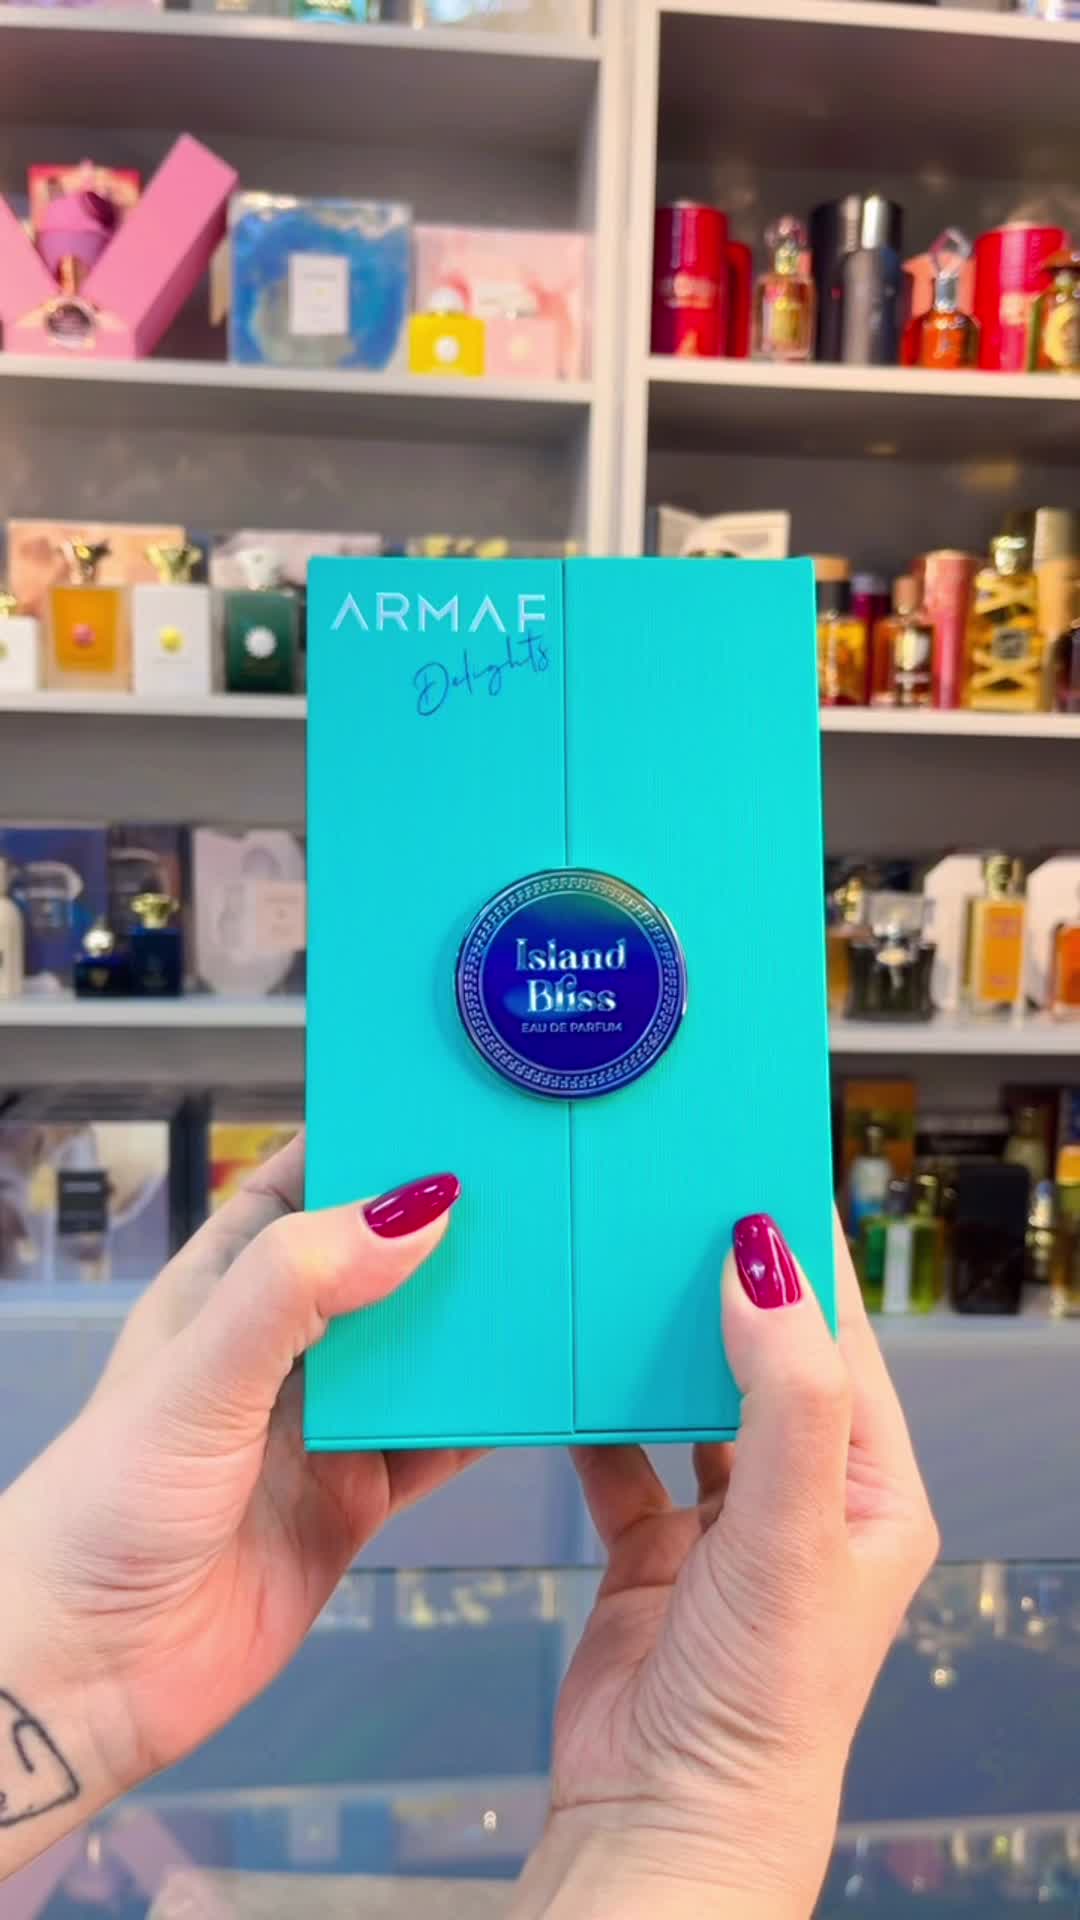 ARMAF
Delights
Island
Bliss
EAU DE PARFUM